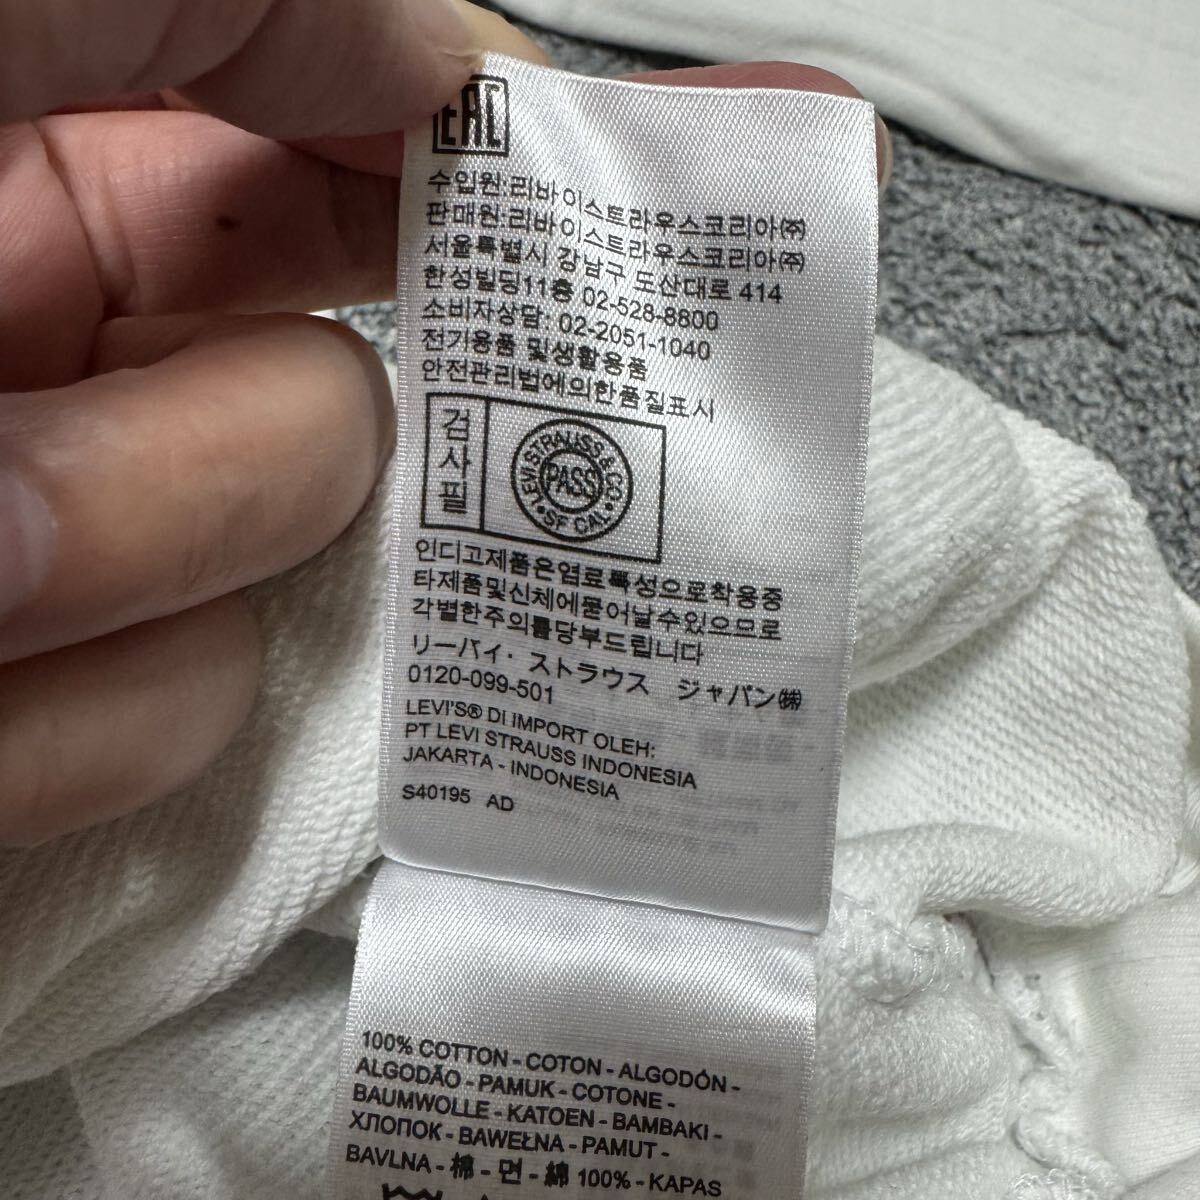 EAC
수입원:리바이스트라우스코리아㈜
판매원:리바이스트라우스코리아㈜
서울특별시 강남구 도산대로 414
한성빌딩11층 02-528-8800
소비자상담: 02-2051-1040
전기용품 및생활용품
안전관리법에의한품질표시
검사필
LEVI STRAUSS & CO.
PASS
SF CAL
인디고제품은염료특성으로착용중
타제품및신체에묻어날수있으므로
각별한주의를당부드립니다
リーバイ・ストラウス ジャパン㈱
0120-099-501
LEVI'S® DI IMPORT OLEH:
PT LEVI STRAUSS INDONESIA
JAKARTA - INDONESIA
S40195 AD
100% COTTON - COTON - ALGODÓN -
ALGODÃO - PAMUK - COTONE -
BAUMWOLLE - KATOEN - BAMBAKI -
ХЛОПОК - BAWEŁNA - PAMUT -
BAVLNA - 棉 - 면 - 綿 100% - KAPAS